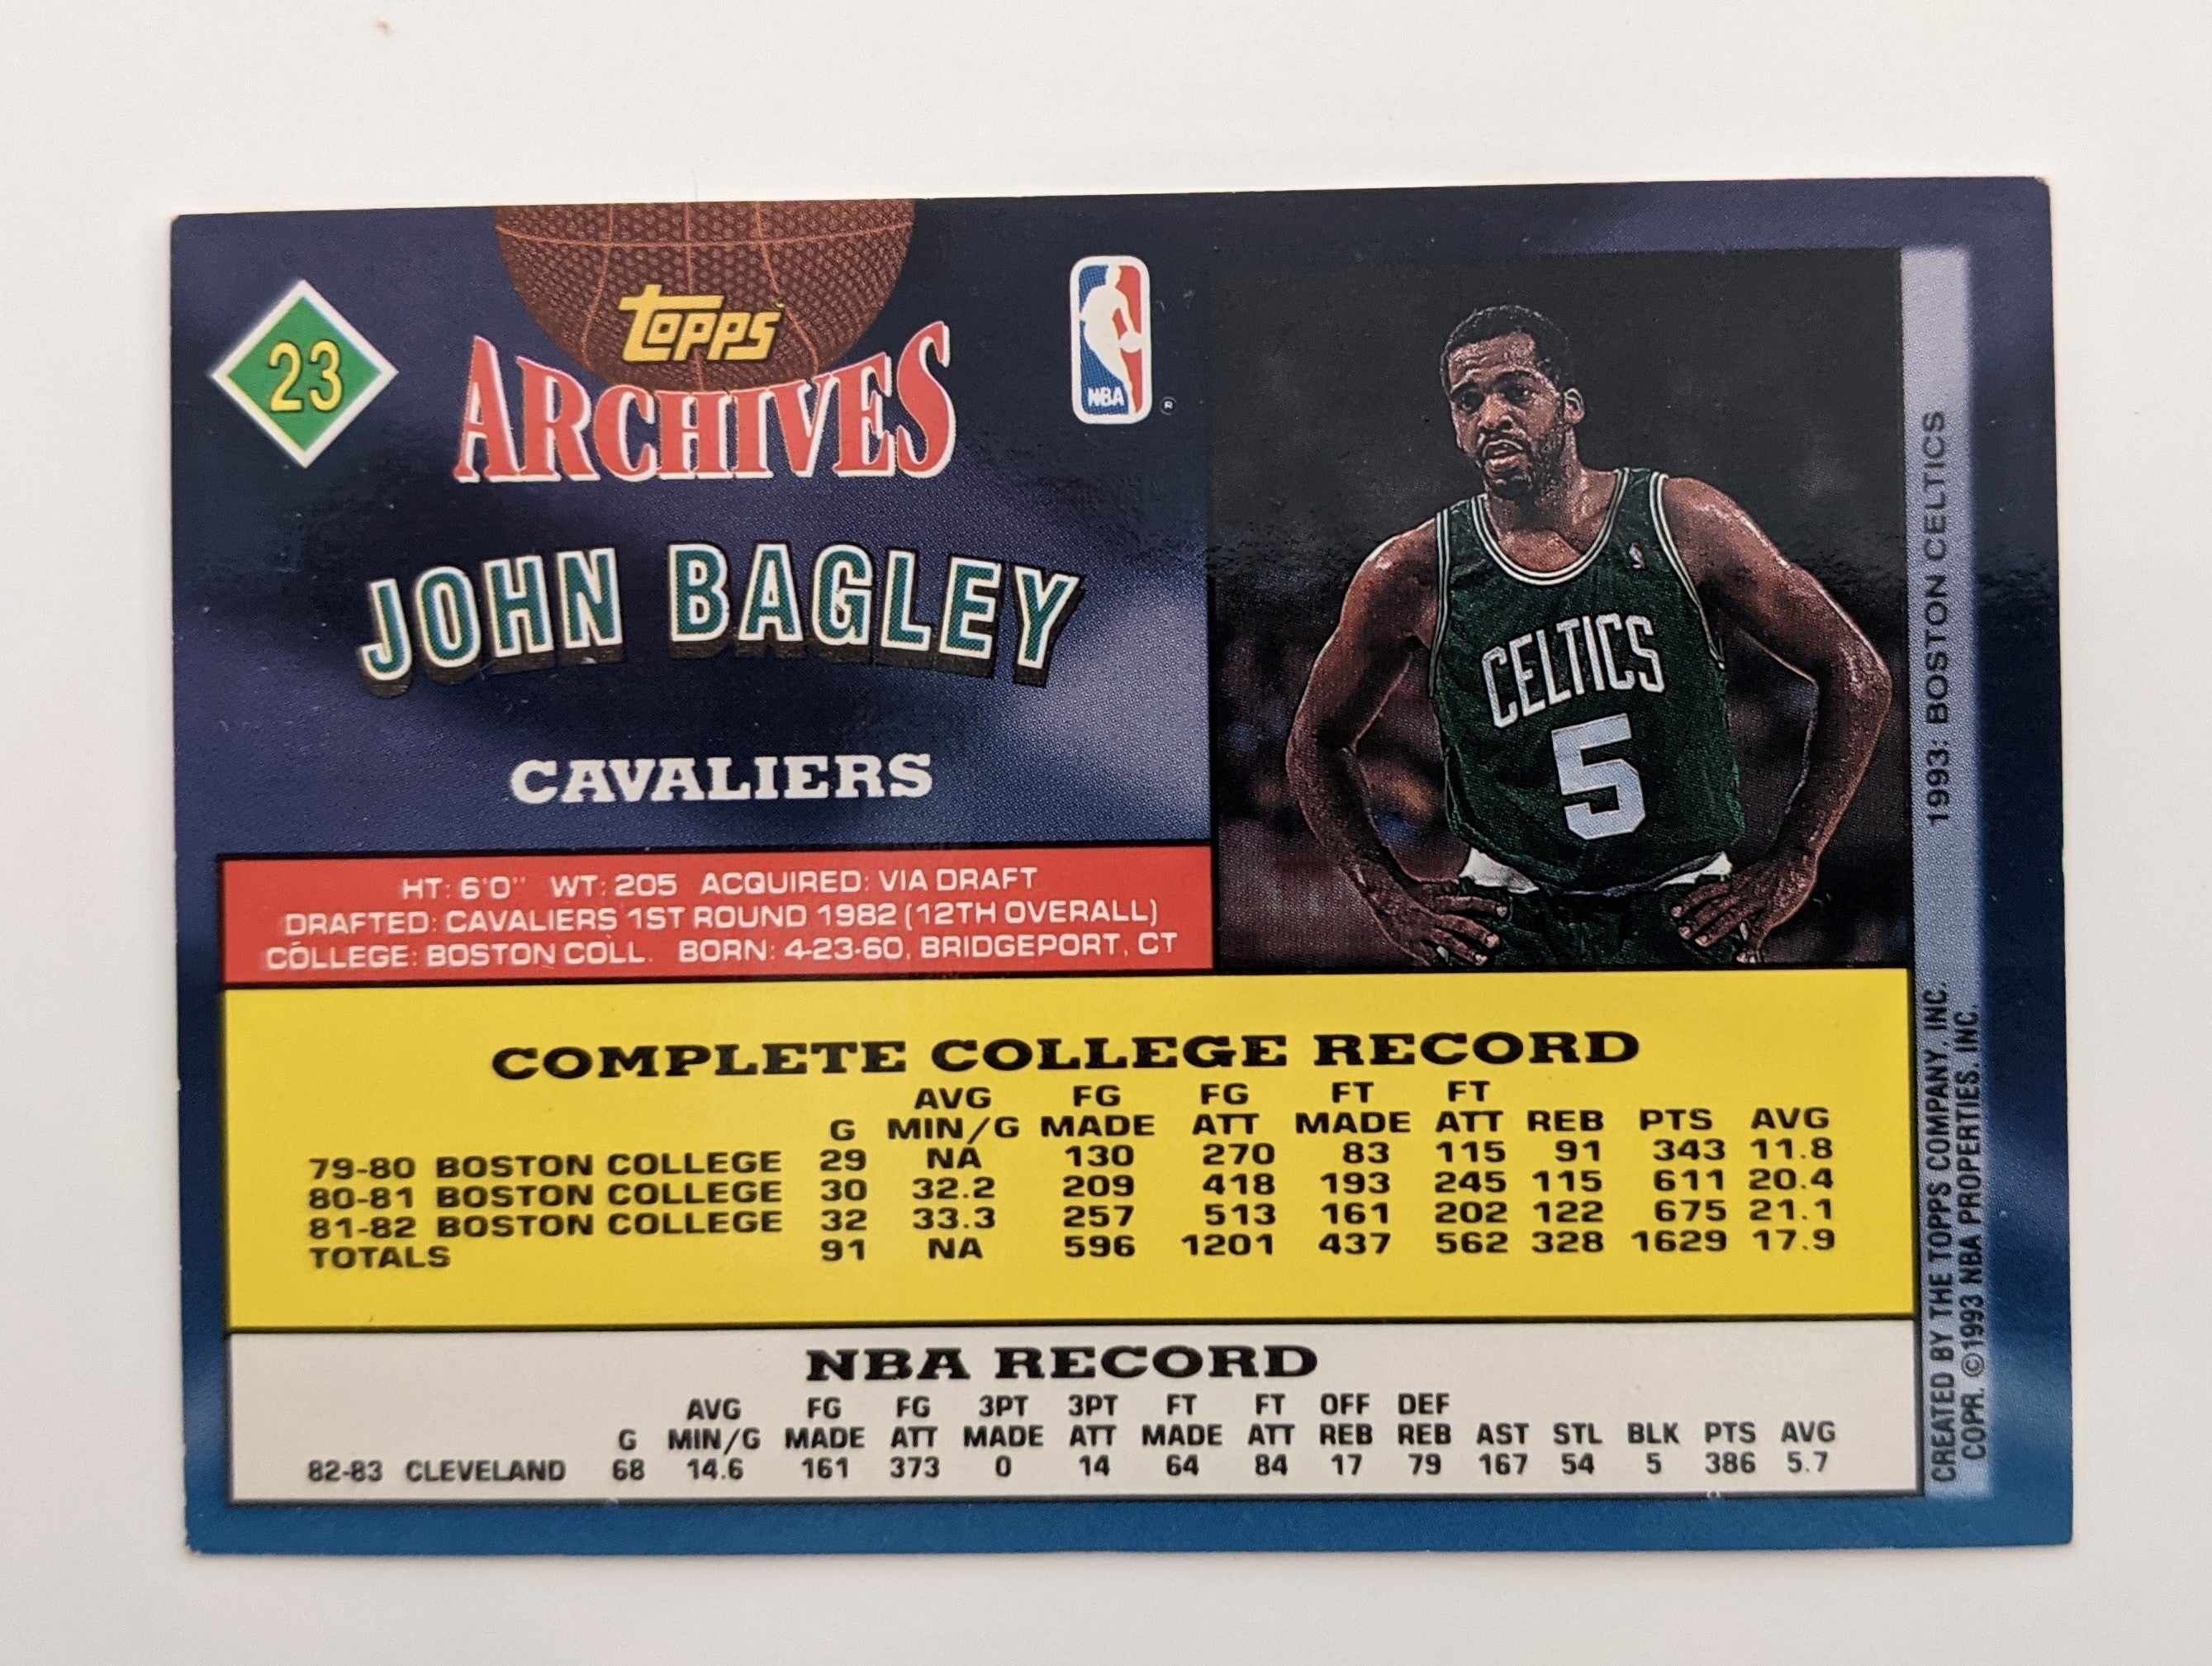 23
TOPPS
ARCHIVES
NBA
®
JOHN BAGLEY
CAVALIERS
CELTICS
5
1993: BOSTON CELTICS
HT: 6'0" WT: 205 ACQUIRED: VIA DRAFT
DRAFTED: CAVALIERS 1ST ROUND 1982 (12TH OVERALL)
COLLEGE: BOSTON COLL. BORN: 4-23-60, BRIDGEPORT, CT
COMPLETE COLLEGE RECORD
AVG FG FG FT FT
G MIN/G MADE ATT MADE ATT REB PTS AVG
79-80 BOSTON COLLEGE 29 NA 130 270 83 115 91 343 11.8
80-81 BOSTON COLLEGE 30 32.2 209 418 193 245 115 611 20.4
81-82 BOSTON COLLEGE 32 33.3 257 513 161 202 122 675 21.1
TOTALS 91 NA 596 1201 437 562 328 1629 17.9
NBA RECORD
AVG FG FG 3PT 3PT FT FT OFF DEF
G MIN/G MADE ATT MADE ATT MADE ATT REB REB AST STL BLK PTS AVG
82-83 CLEVELAND 68 14.6 161 373 0 14 64 84 17 79 167 54 5 386 5.7
CREATED BY THE TOPPS COMPANY, INC.
COPR. ©1993 NBA PROPERTIES, INC.